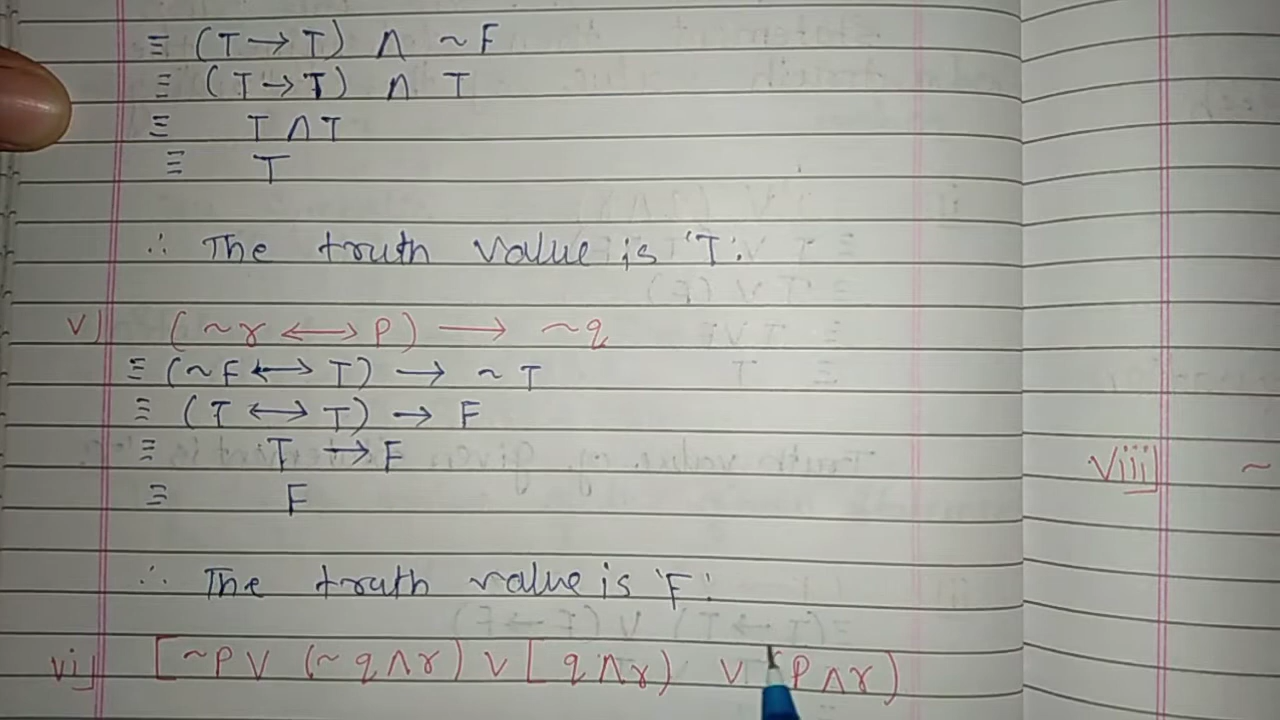 ≡ (T → T) ∧ ~F
≡ (T → T) ∧ T
≡ T ∧ T
≡ T
∴ The truth value is 'T'.
v) (~r ↔ p) → ~q
≡ (~F ↔ T) → ~T
≡ (T ↔ T) → F
≡ T → F
≡ F
∴ The truth value is 'F'.
vi) [~p ∨ (~q ∧ r) ∨ [q ∧ r) ∨ (p ∧ r)
viii) ~